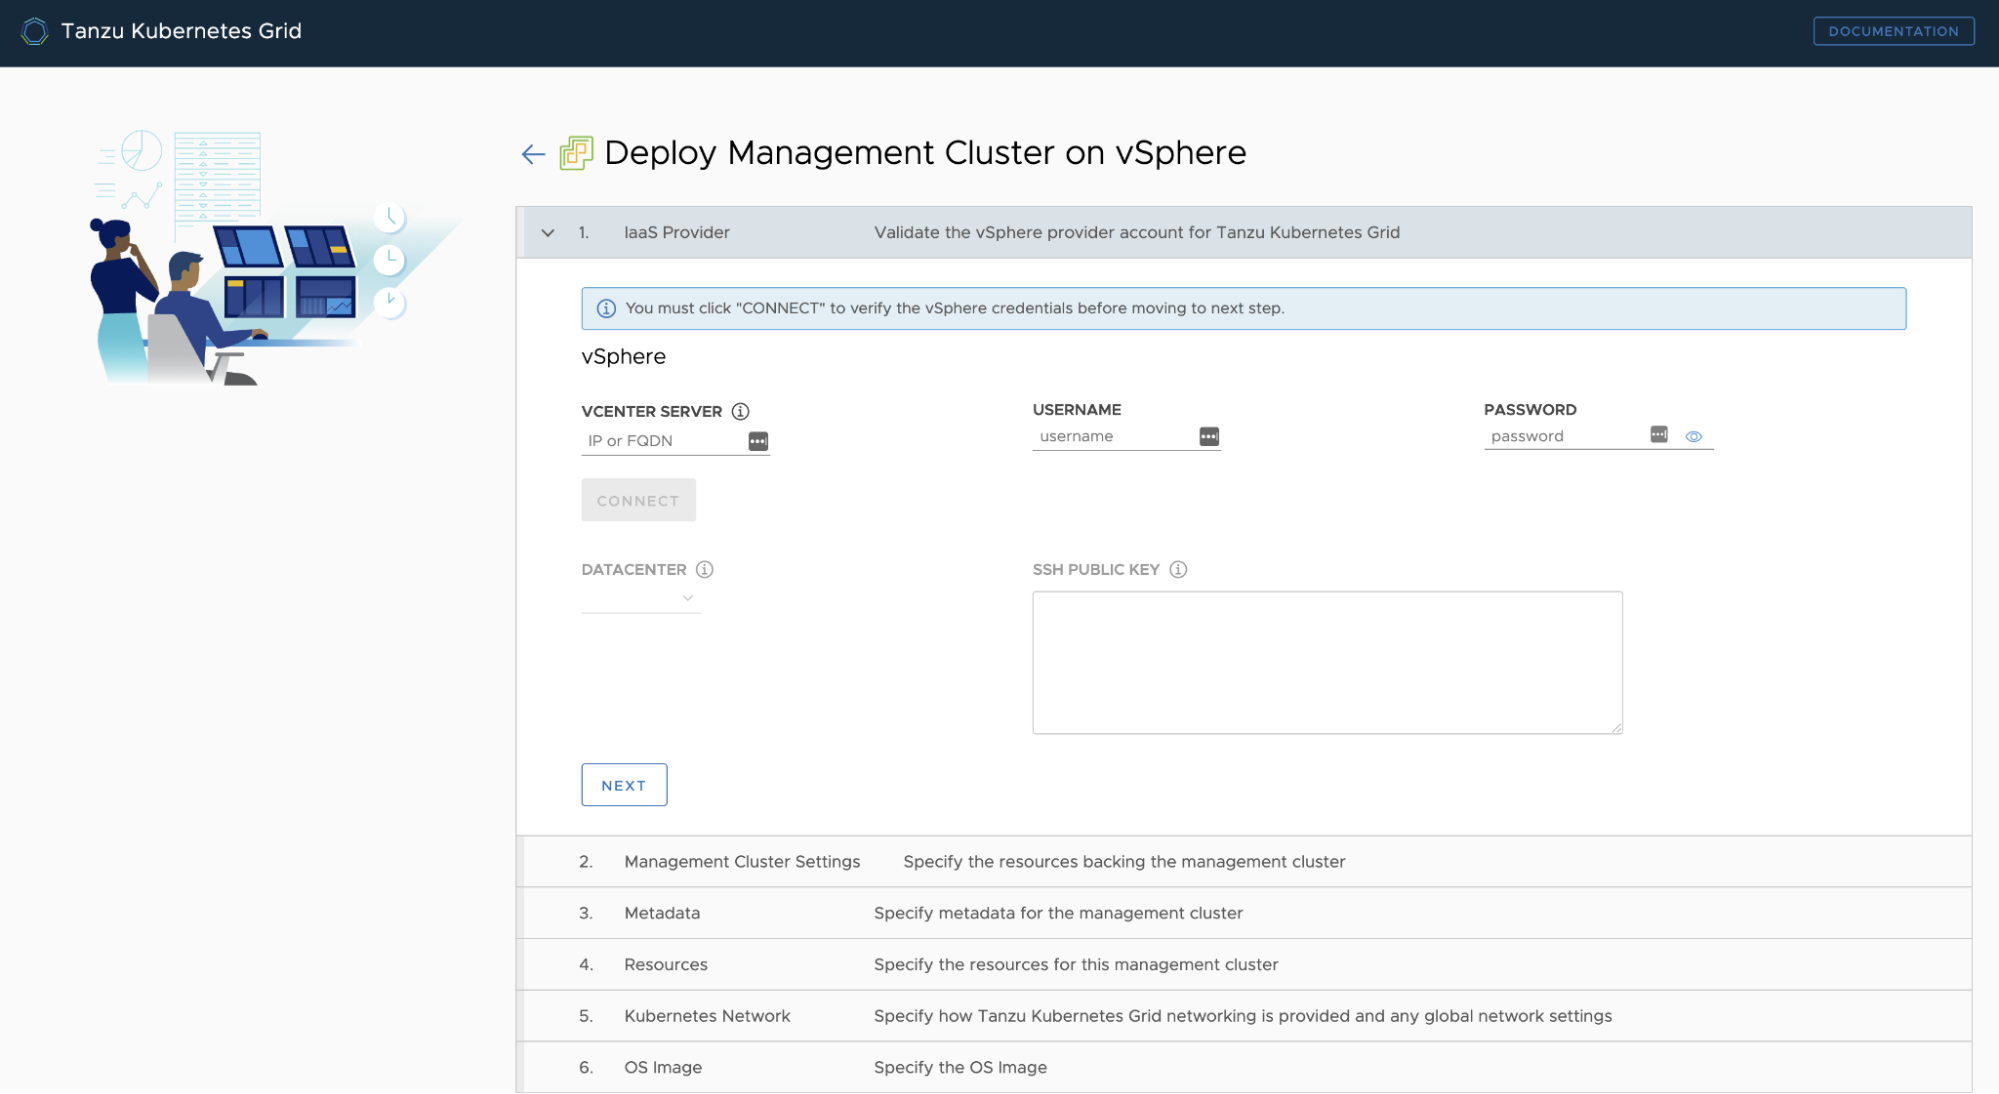 Tanzu Kubernetes Grid
DOCUMENTATION
Deploy Management Cluster on vSphere
1. IaaS Provider Validate the vSphere provider account for Tanzu Kubernetes Grid
You must click "CONNECT" to verify the vSphere credentials before moving to next step.
vSphere
VCENTER SERVER
IP or FQDN
USERNAME
username
PASSWORD
password
CONNECT
DATACENTER
SSH PUBLIC KEY
NEXT
2. Management Cluster Settings Specify the resources backing the management cluster
3. Metadata Specify metadata for the management cluster
4. Resources Specify the resources for this management cluster
5. Kubernetes Network Specify how Tanzu Kubernetes Grid networking is provided and any global network settings
6. OS Image Specify the OS Image